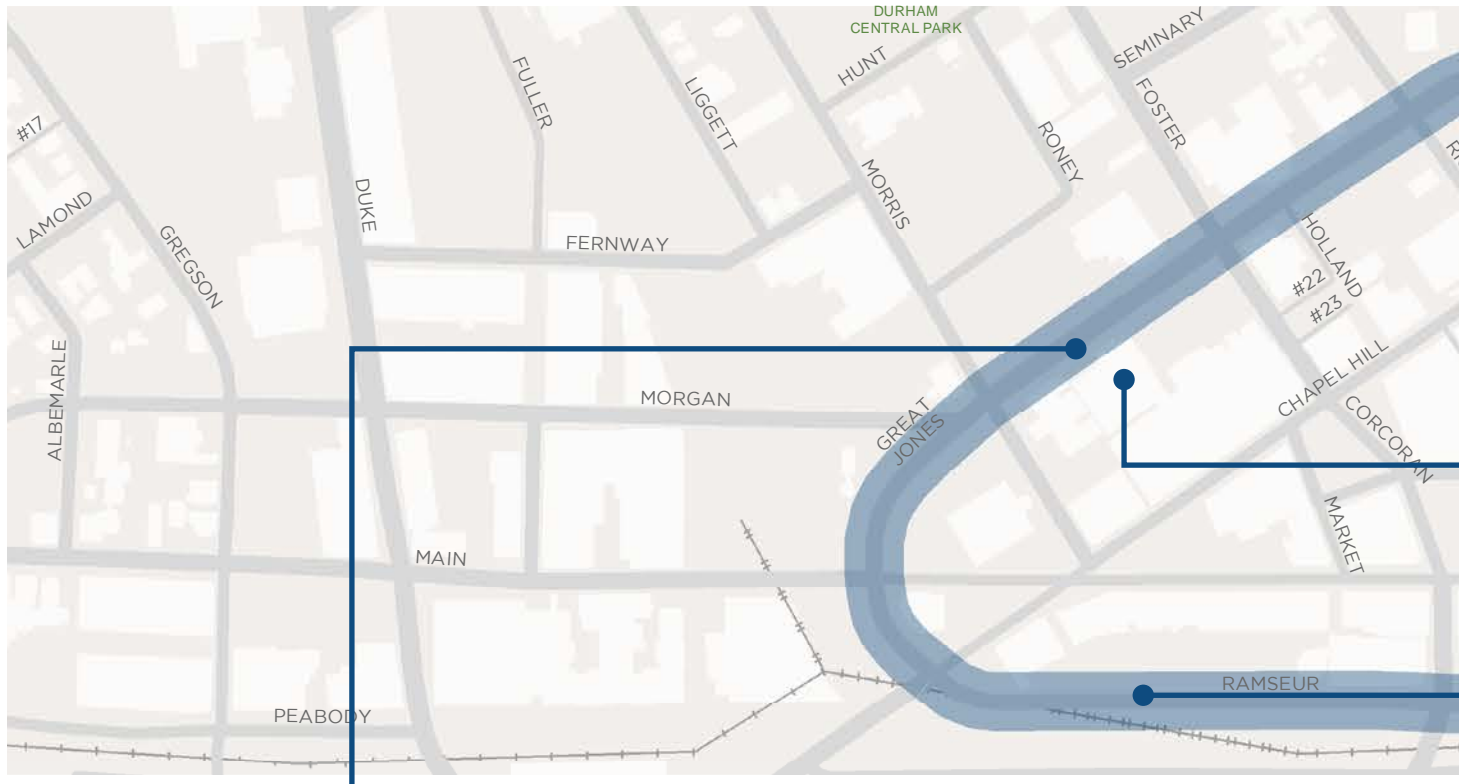 DURHAM
CENTRAL PARK
SEMINARY
HUNT
FULLER
LIGGETT
FOSTER
#17
RONEY
MORRIS
LAMOND
DUKE
GREGSON
FERNWAY
HOLLAND
#22
#23
ALBEMARLE
CHAPEL HILL
MORGAN
GREAT
JONES
CORCORAN
MARKET
MAIN
RAMSEUR
PEABODY